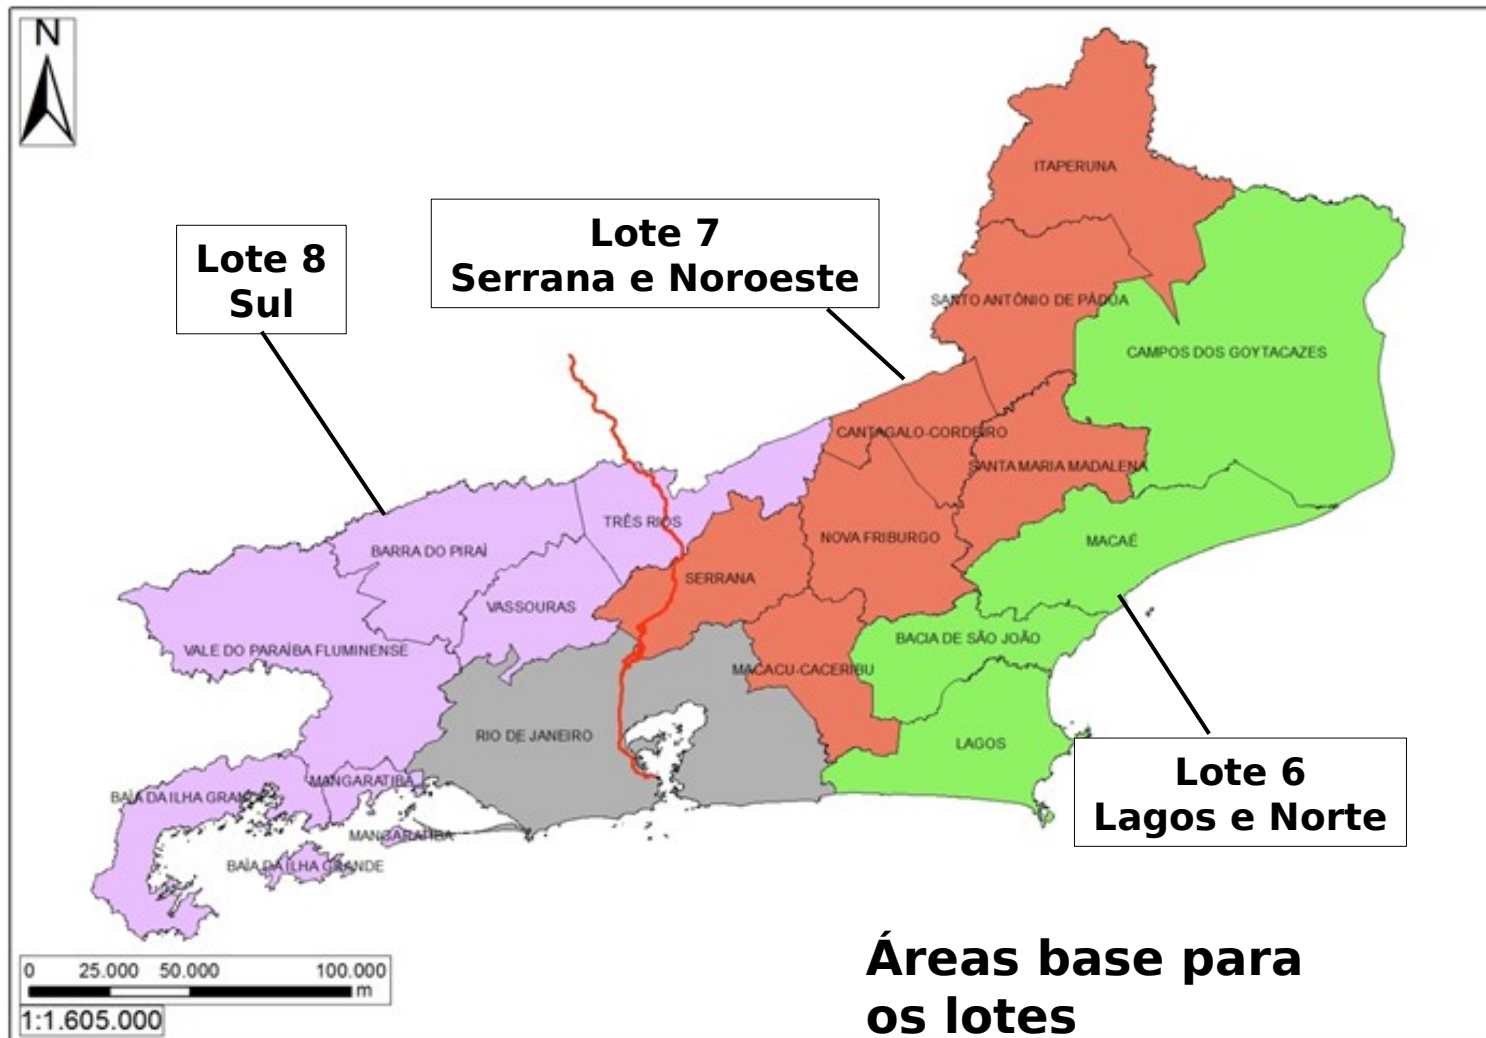 N
ITAPERUNA
Lote 7
Serrana e Noroeste
Lote 8
Sul
SANTO ANTÔNIO DE PÁDUA
CAMPOS DOS GOYTACAZES
CANTAGALO-CORDEIRO
SANTA MARIA MADALENA
TRÊS RIOS
NOVA FRIBURGO
MACAÉ
BARRA DO PIRAÍ
SERRANA
VASSOURAS
BACIA DE SÃO JOÃO
VALE DO PARAÍBA FLUMINENSE
MACACU-CACERIBU
RIO DE JANEIRO
LAGOS
MANGARATIBA
BAÍA DA ILHA GRANDE
Lote 6
Lagos e Norte
MANGARATIBA
BAÍA DA ILHA GRANDE
Áreas base para
os lotes
0 25.000 50.000 100.000
m
1:1.605.000